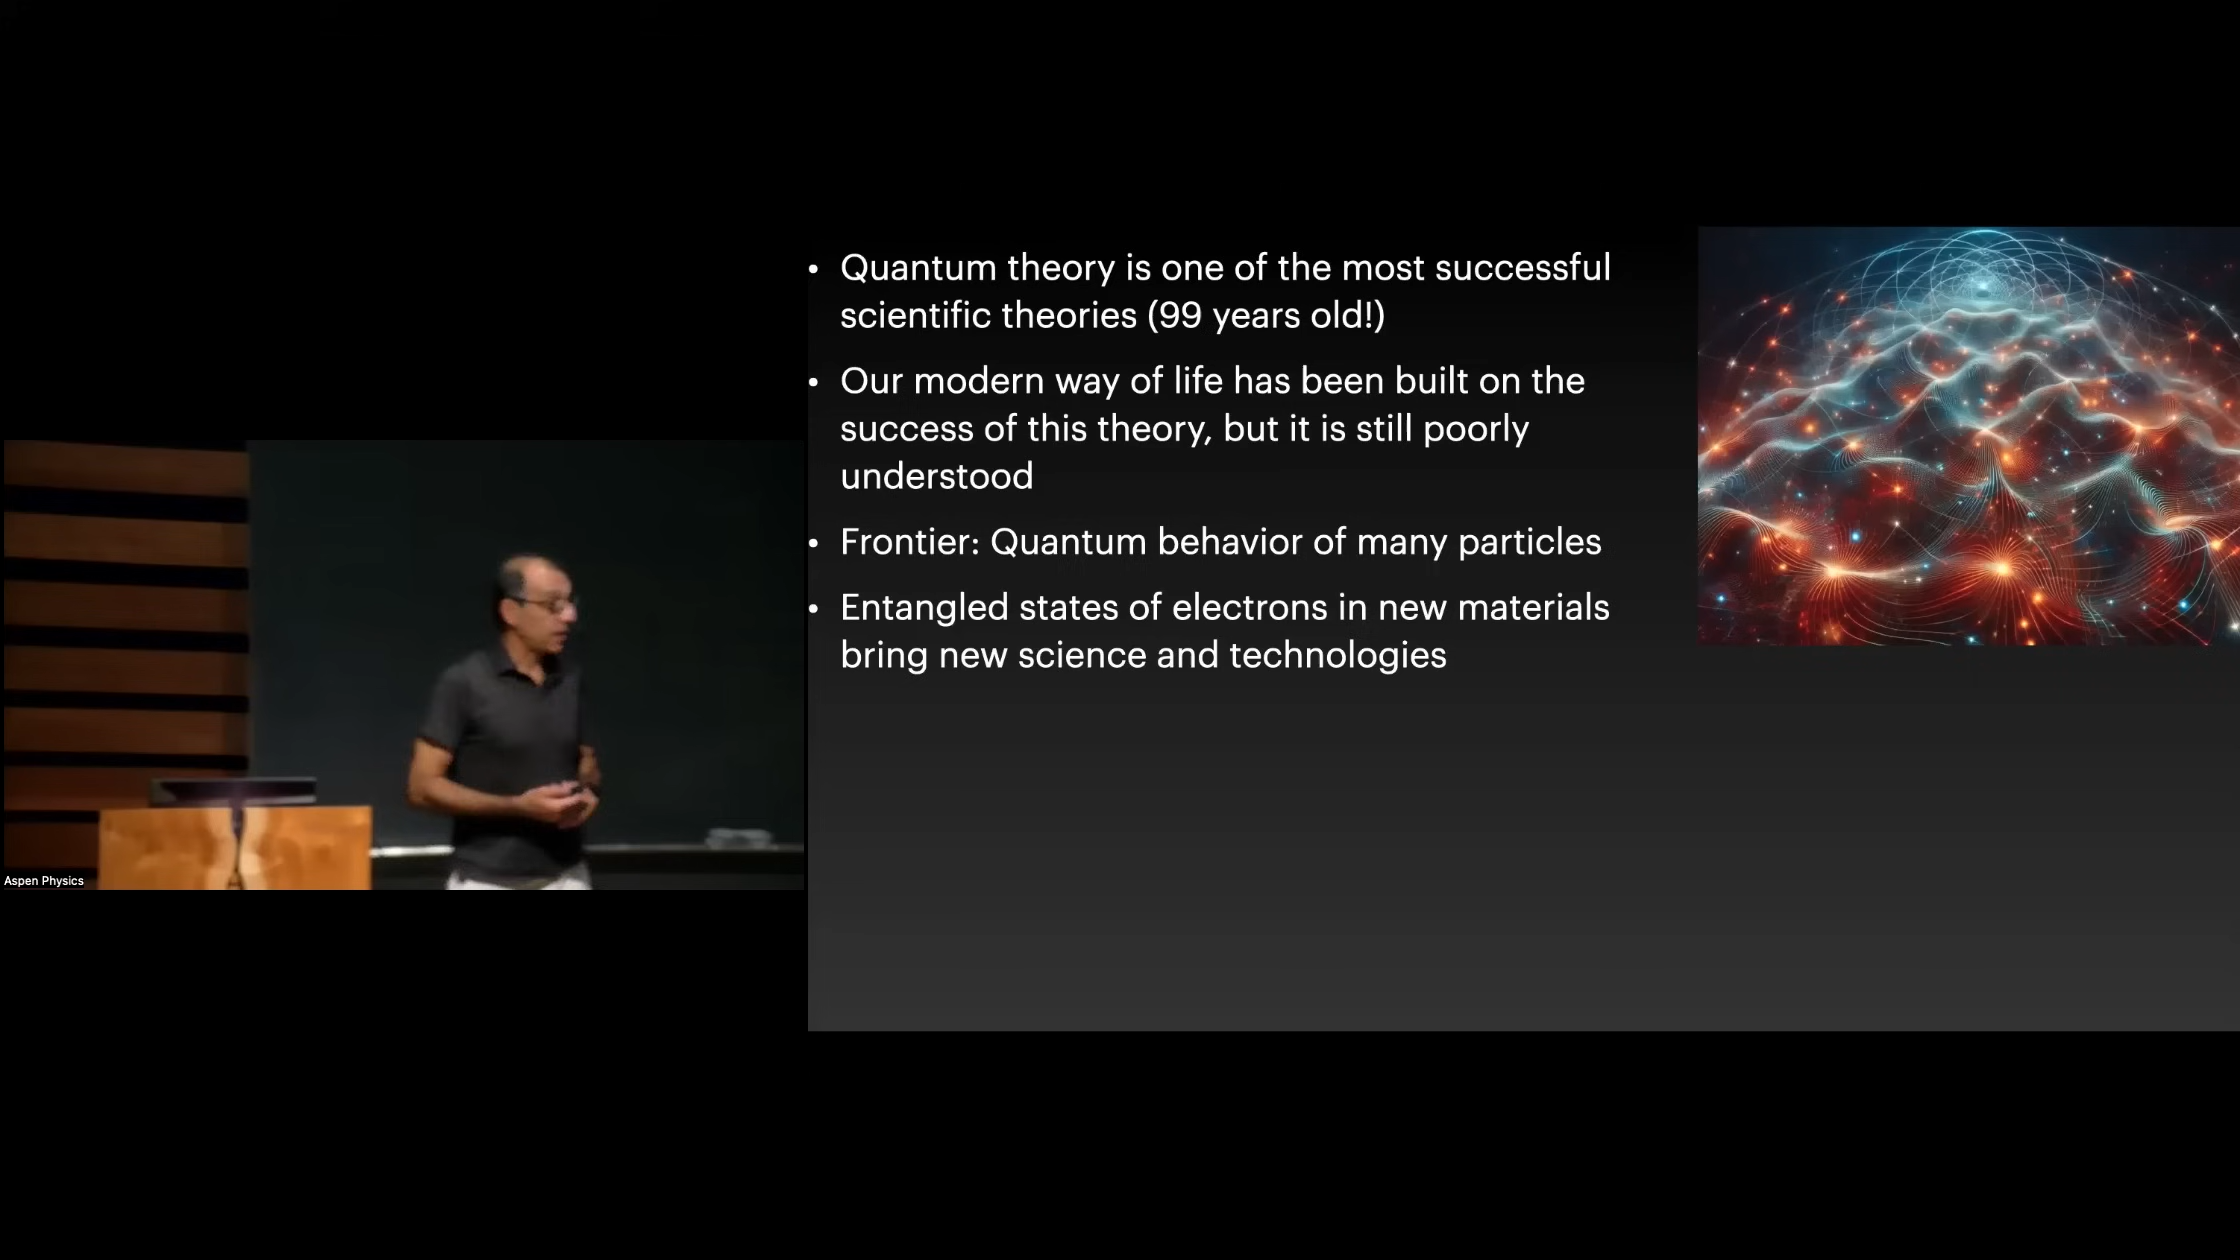 • Quantum theory is one of the most successful
scientific theories (99 years old!)
• Our modern way of life has been built on the
success of this theory, but it is still poorly
understood
• Frontier: Quantum behavior of many particles
• Entangled states of electrons in new materials
bring new science and technologies
Aspen Physics